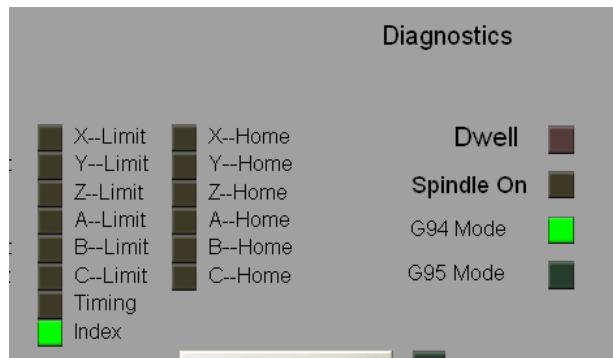 Diagnostics
X--Limit X--Home Dwell
Y--Limit Y--Home
Z--Limit Z--Home Spindle On
A--Limit A--Home G94 Mode
B--Limit B--Home
C--Limit C--Home G95 Mode
Timing
Index